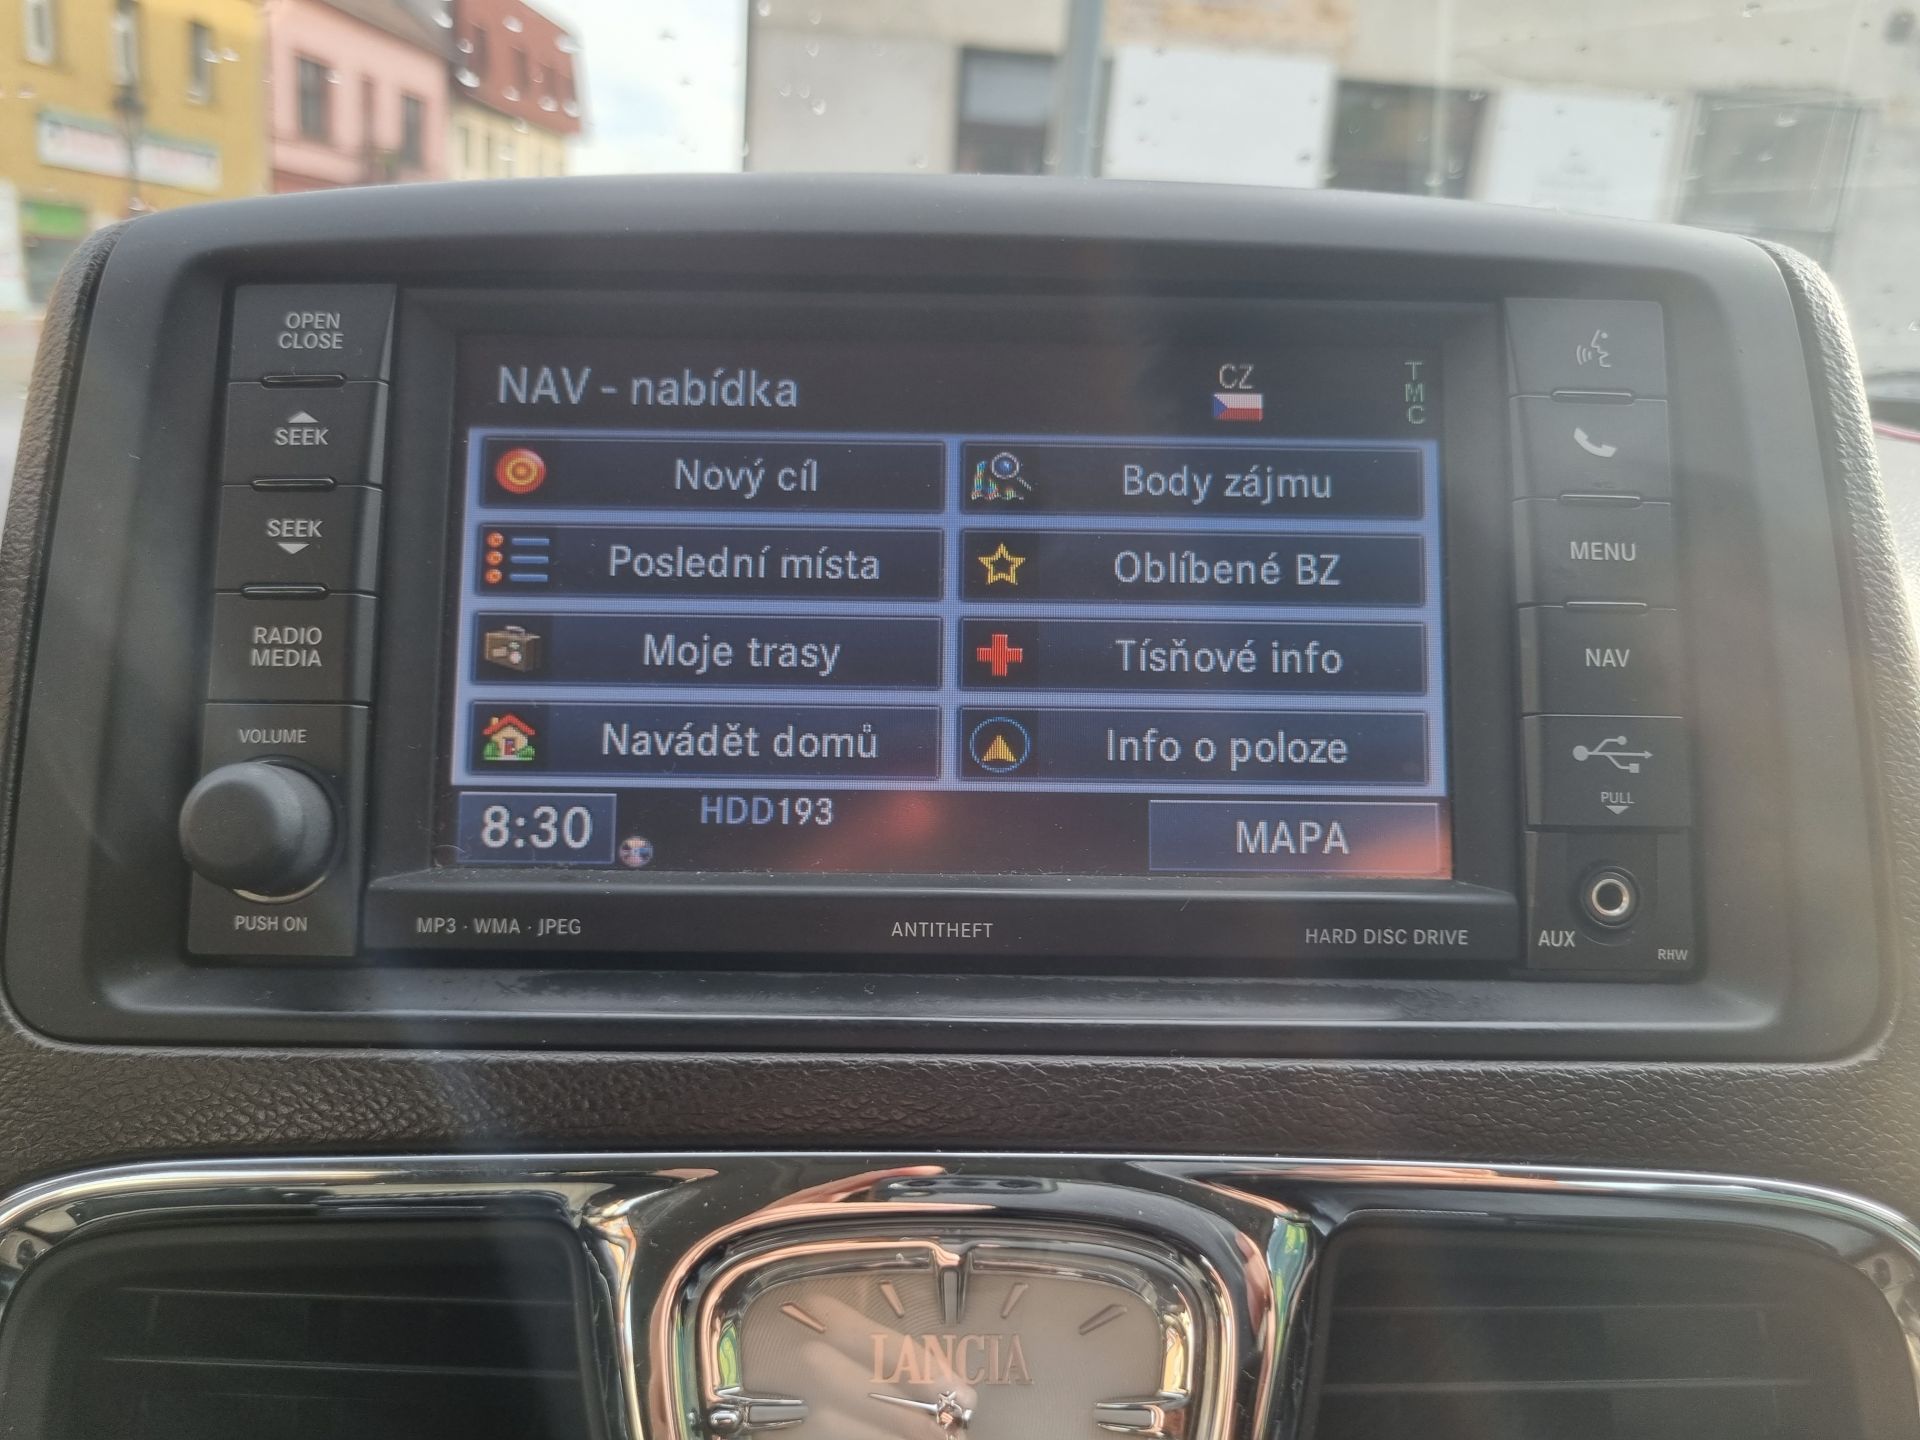 OPEN
CLOSE
SEEK
SEEK
RADIO
MEDIA
VOLUME
PUSH ON
NAV - nabídka
CZ
TMC
Nový cíl
Body zájmu
Poslední místa
Oblíbené BZ
Moje trasy
Tísňové info
Navádět domů
Info o poloze
8:30
HDD193
MAPA
MENU
NAV
PULL
AUX
RHW
MP3 · WMA · JPEG
ANTITHEFT
HARD DISC DRIVE
LANCIA